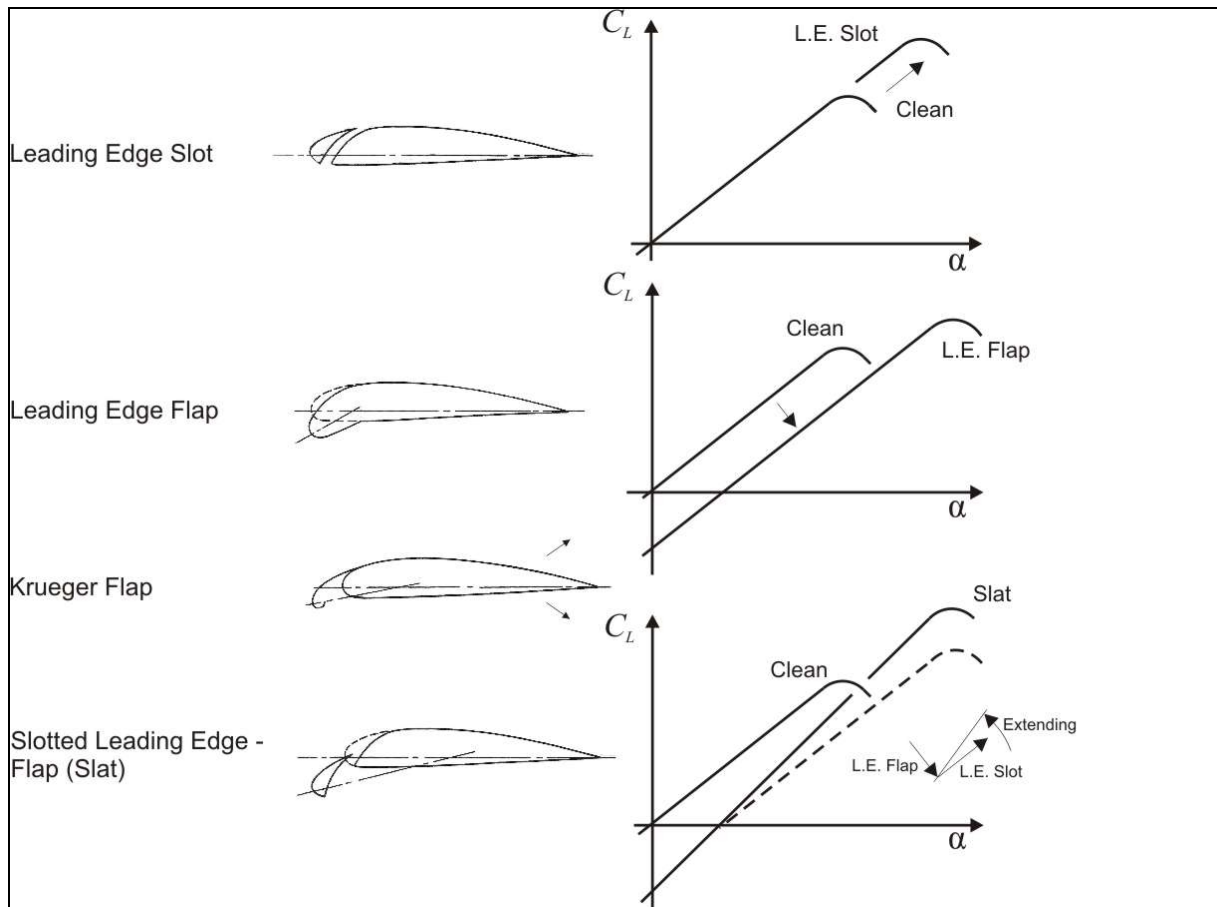 C_L
L.E. Slot
Clean
Leading Edge Slot
α
C_L
Clean
L.E. Flap
Leading Edge Flap
α
Krueger Flap
Slat
C_L
Clean
Extending
Slotted Leading Edge -
Flap (Slat)
L.E. Flap
L.E. Slot
α